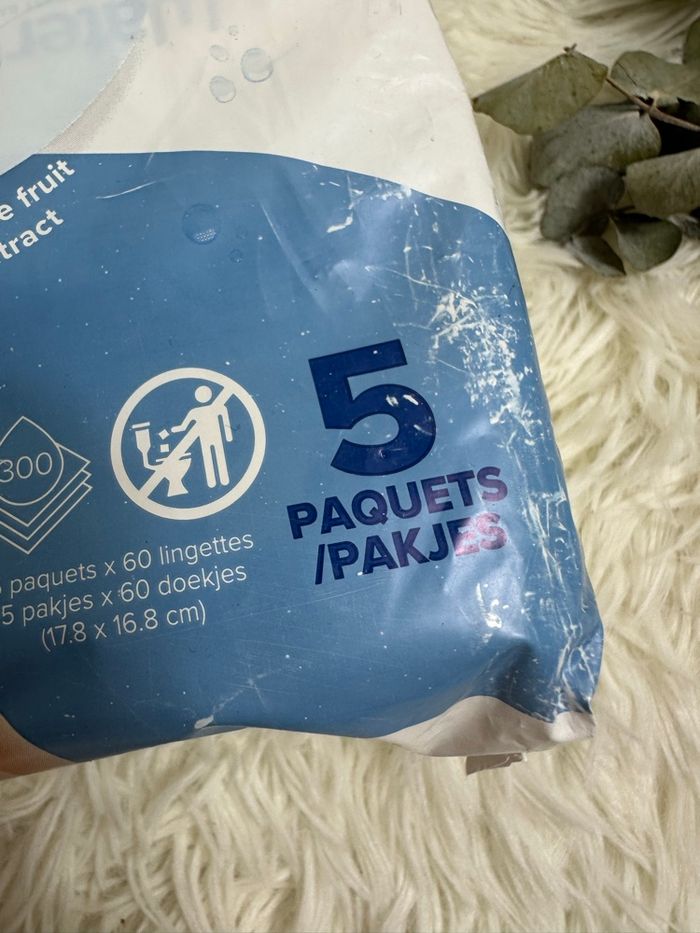 e fruit
tract
300
5
PAQUETS
/PAKJES
paquets x 60 lingettes
5 pakjes x 60 doekjes
(17.8 x 16.8 cm)